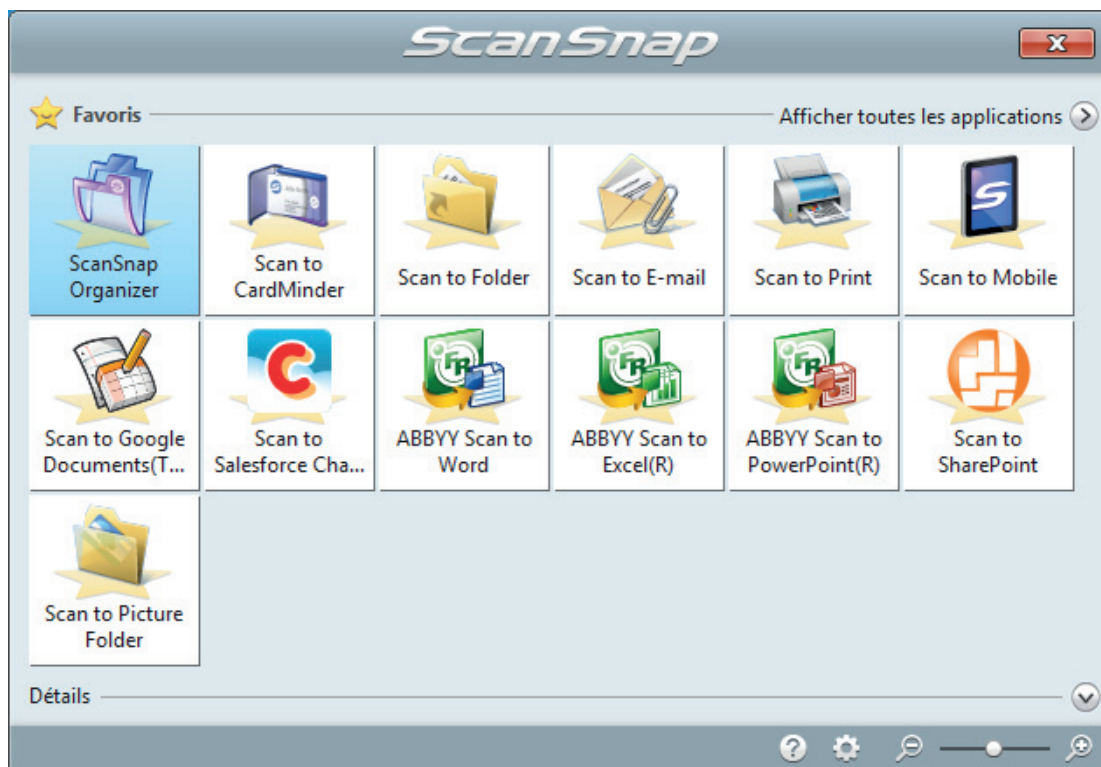 ScanSnap
Favoris
Afficher toutes les applications
ScanSnap
Organizer
Scan to
CardMinder
Scan to Folder
Scan to E-mail
Scan to Print
Scan to Mobile
Scan to Google
Documents(T...
Scan to
Salesforce Cha...
ABBYY Scan to
Word
ABBYY Scan to
Excel(R)
ABBYY Scan to
PowerPoint(R)
Scan to
SharePoint
Scan to Picture
Folder
Détails